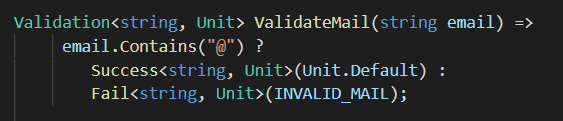 Validation<string, Unit> ValidateMail(string email) =>
email.Contains("@") ?
Success<string, Unit>(Unit.Default) :
Fail<string, Unit>(INVALID_MAIL);